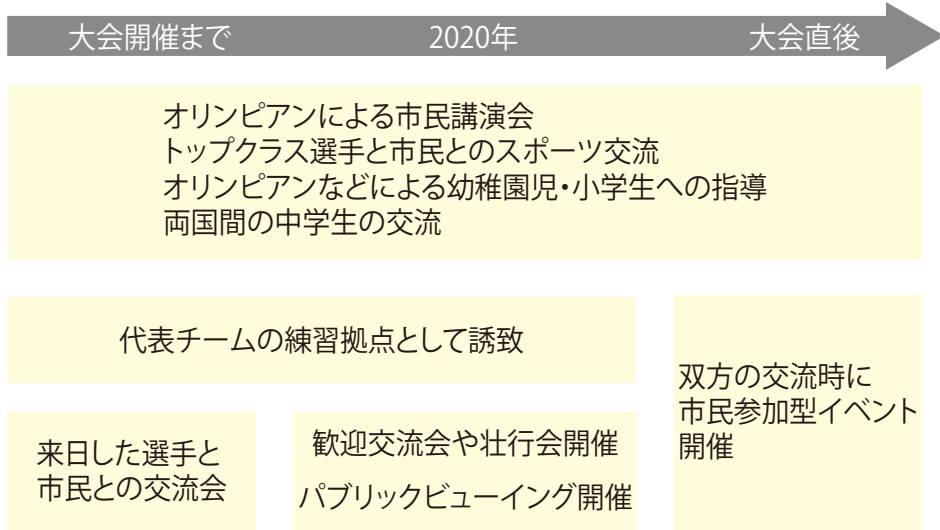 大会開催まで
2020年
大会直後
オリンピアンによる市民講演会
トップクラス選手と市民とのスポーツ交流
オリンピアンなどによる幼稚園児・小学生への指導
両国間の中学生の交流
代表チームの練習拠点として誘致
来日した選手と
市民との交流会
歓迎交流会や壮行会開催
パブリックビューイング開催
双方の交流時に
市民参加型イベント
開催